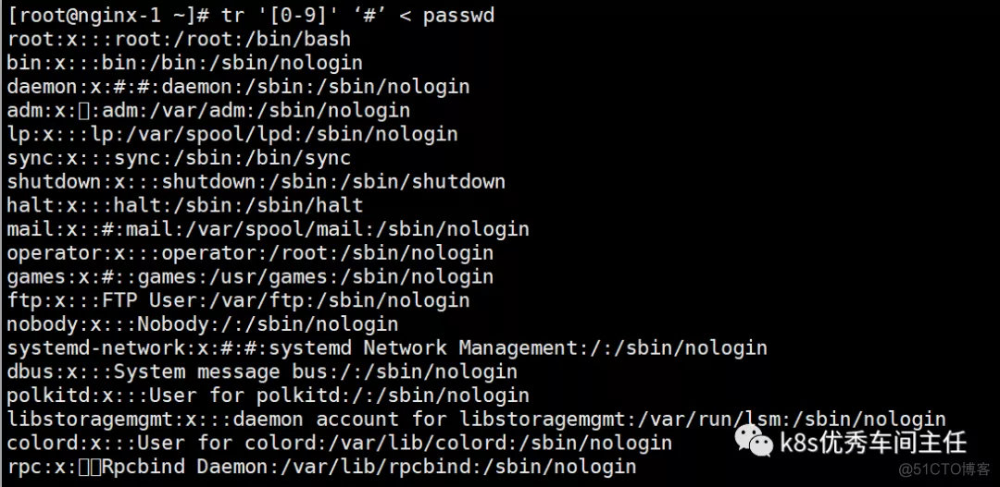 [root@nginx-1 ~]# tr '[0-9]' ‘#’ < passwd
root:x:::root:/root:/bin/bash
bin:x:::bin:/bin:/sbin/nologin
daemon:x:#:#:daemon:/sbin:/sbin/nologin
adm:x:▯:adm:/var/adm:/sbin/nologin
lp:x:::lp:/var/spool/lpd:/sbin/nologin
sync:x:::sync:/sbin:/bin/sync
shutdown:x:::shutdown:/sbin:/sbin/shutdown
halt:x:::halt:/sbin:/sbin/halt
mail:x::#:mail:/var/spool/mail:/sbin/nologin
operator:x:::operator:/root:/sbin/nologin
games:x:#::games:/usr/games:/sbin/nologin
ftp:x:::FTP User:/var/ftp:/sbin/nologin
nobody:x:::Nobody:/:/sbin/nologin
systemd-network:x:#:#:systemd Network Management:/:/sbin/nologin
dbus:x:::System message bus:/:/sbin/nologin
polkitd:x:::User for polkitd:/:/sbin/nologin
libstoragemgmt:x:::daemon account for libstoragemgmt:/var/run/lsm:/sbin/nologin
colord:x:::User for colord:/var/lib/colord:/sbin/nologin
k8s优秀车间主任
rpc:x:▯▯Rpcbind Daemon:/var/lib/rpcbind:/sbin/nologin
@51CTO博客